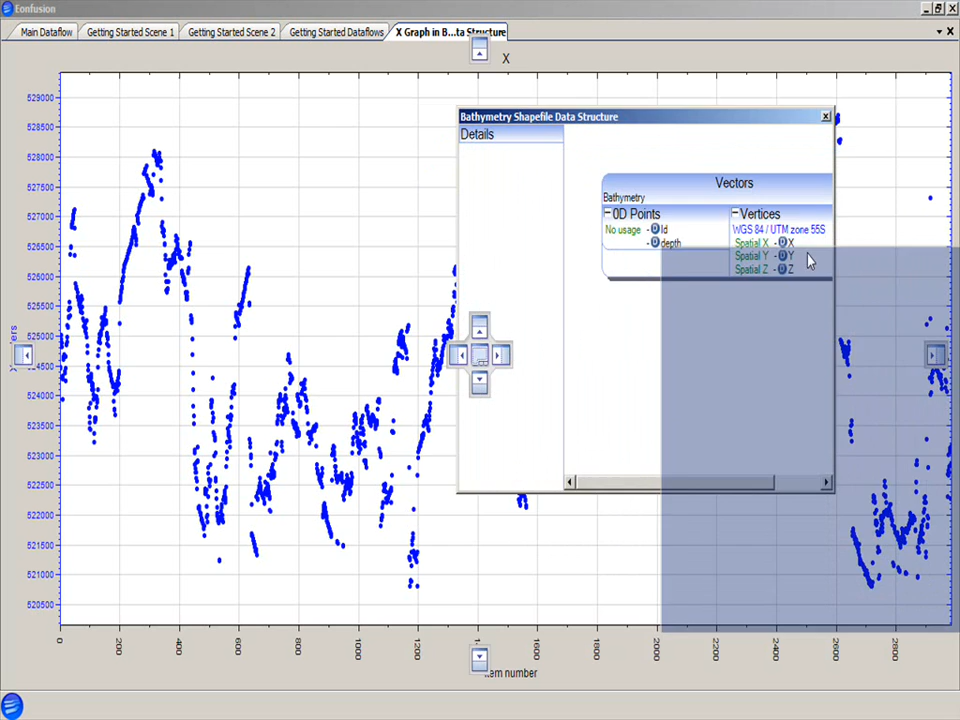 Eonfusion
Main Dataflow
Getting Started Scene 1
Getting Started Scene 2
Getting Started Dataflows
X Graph in B...ta Structure
X
529000
528500
528000
527500
527000
526500
526000
525500
525000
524500
524000
523500
523000
522500
522000
521500
521000
520500
Bathymetry Shapefile Data Structure
Details
Vectors
Bathymetry
0D Points
No usage - D Id
- D depth
Vertices
WGS 84 / UTM zone 55S
Spatial X - D X
Spatial Y - D Y
Spatial Z - D Z
0
200
400
600
800
1000
1200
1600
1800
2000
2200
2400
2600
2800
item number